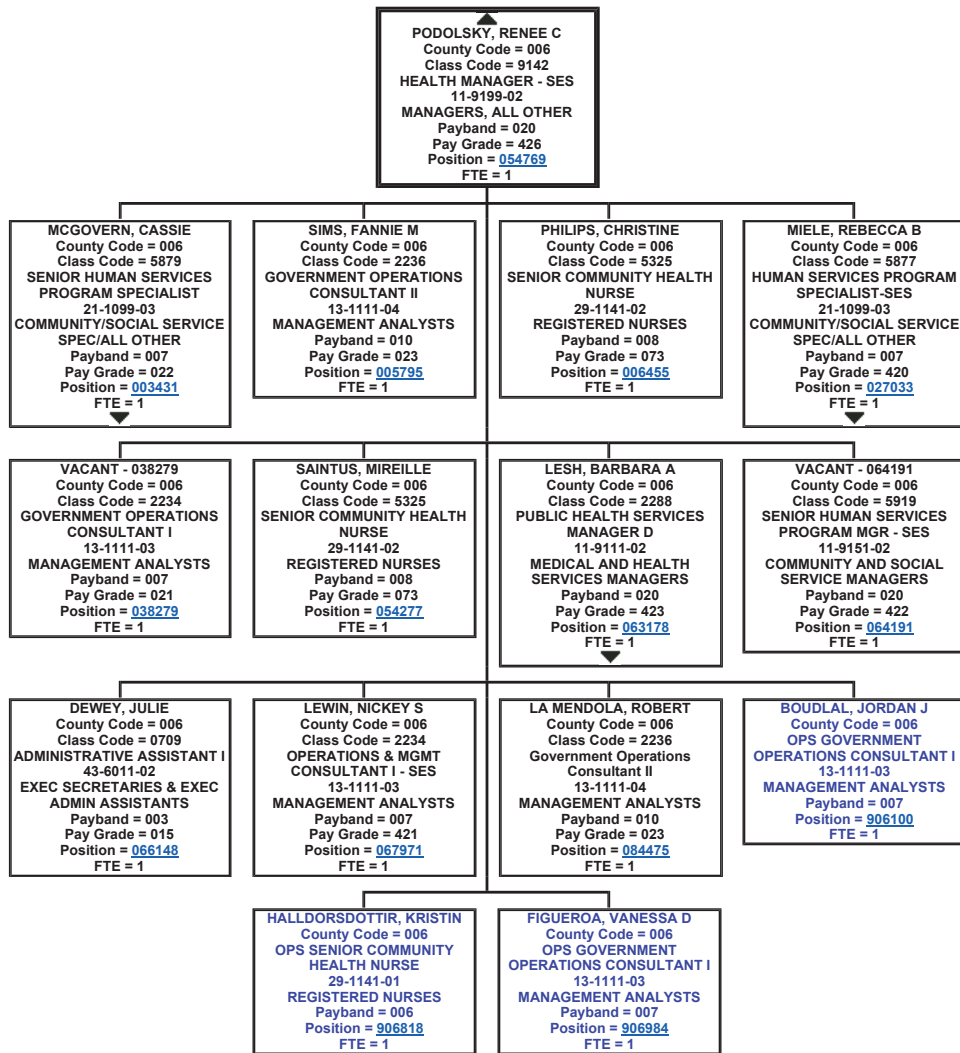 PODOLSKY, RENEE C
County Code = 006
Class Code = 9142
HEALTH MANAGER - SES
11-9199-02
MANAGERS, ALL OTHER
Payband = 020
Pay Grade = 426
Position = 054769
FTE = 1
MCGOVERN, CASSIE
County Code = 006
Class Code = 5879
SENIOR HUMAN SERVICES
PROGRAM SPECIALIST
21-1099-03
COMMUNITY/SOCIAL SERVICE
SPEC/ALL OTHER
Payband = 007
Pay Grade = 022
Position = 003431
FTE = 1
SIMS, FANNIE M
County Code = 006
Class Code = 2236
GOVERNMENT OPERATIONS
CONSULTANT II
13-1111-04
MANAGEMENT ANALYSTS
Payband = 010
Pay Grade = 023
Position = 005795
FTE = 1
PHILIPS, CHRISTINE
County Code = 006
Class Code = 5325
SENIOR COMMUNITY HEALTH
NURSE
29-1141-02
REGISTERED NURSES
Payband = 008
Pay Grade = 073
Position = 006455
FTE = 1
MIELE, REBECCA B
County Code = 006
Class Code = 5877
HUMAN SERVICES PROGRAM
SPECIALIST-SES
21-1099-03
COMMUNITY/SOCIAL SERVICE
SPEC/ALL OTHER
Payband = 007
Pay Grade = 420
Position = 027033
FTE = 1
VACANT - 038279
County Code = 006
Class Code = 2234
GOVERNMENT OPERATIONS
CONSULTANT I
13-1111-03
MANAGEMENT ANALYSTS
Payband = 007
Pay Grade = 021
Position = 038279
FTE = 1
SAINTUS, MIREILLE
County Code = 006
Class Code = 5325
SENIOR COMMUNITY HEALTH
NURSE
29-1141-02
REGISTERED NURSES
Payband = 008
Pay Grade = 073
Position = 054277
FTE = 1
LESH, BARBARA A
County Code = 006
Class Code = 2288
PUBLIC HEALTH SERVICES
MANAGER D
11-9111-02
MEDICAL AND HEALTH
SERVICES MANAGERS
Payband = 020
Pay Grade = 423
Position = 063178
FTE = 1
VACANT - 064191
County Code = 006
Class Code = 5919
SENIOR HUMAN SERVICES
PROGRAM MGR - SES
11-9151-02
COMMUNITY AND SOCIAL
SERVICE MANAGERS
Payband = 020
Pay Grade = 422
Position = 064191
FTE = 1
DEWEY, JULIE
County Code = 006
Class Code = 0709
ADMINISTRATIVE ASSISTANT I
43-6011-02
EXEC SECRETARIES & EXEC
ADMIN ASSISTANTS
Payband = 003
Pay Grade = 015
Position = 066148
FTE = 1
LEWIN, NICKEY S
County Code = 006
Class Code = 2234
OPERATIONS & MGMT
CONSULTANT I - SES
13-1111-03
MANAGEMENT ANALYSTS
Payband = 007
Pay Grade = 421
Position = 067971
FTE = 1
LA MENDOLA, ROBERT
County Code = 006
Class Code = 2236
Government Operations
Consultant II
13-1111-04
MANAGEMENT ANALYSTS
Payband = 010
Pay Grade = 023
Position = 084475
FTE = 1
BOUDLAL, JORDAN J
County Code = 006
OPS GOVERNMENT
OPERATIONS CONSULTANT I
13-1111-03
MANAGEMENT ANALYSTS
Payband = 007
Position = 906100
FTE = 1
HALLDORSDOTTIR, KRISTIN
County Code = 006
OPS SENIOR COMMUNITY
HEALTH NURSE
29-1141-01
REGISTERED NURSES
Payband = 006
Position = 906818
FTE = 1
FIGUEROA, VANESSA D
County Code = 006
OPS GOVERNMENT
OPERATIONS CONSULTANT I
13-1111-03
MANAGEMENT ANALYSTS
Payband = 007
Position = 906984
FTE = 1